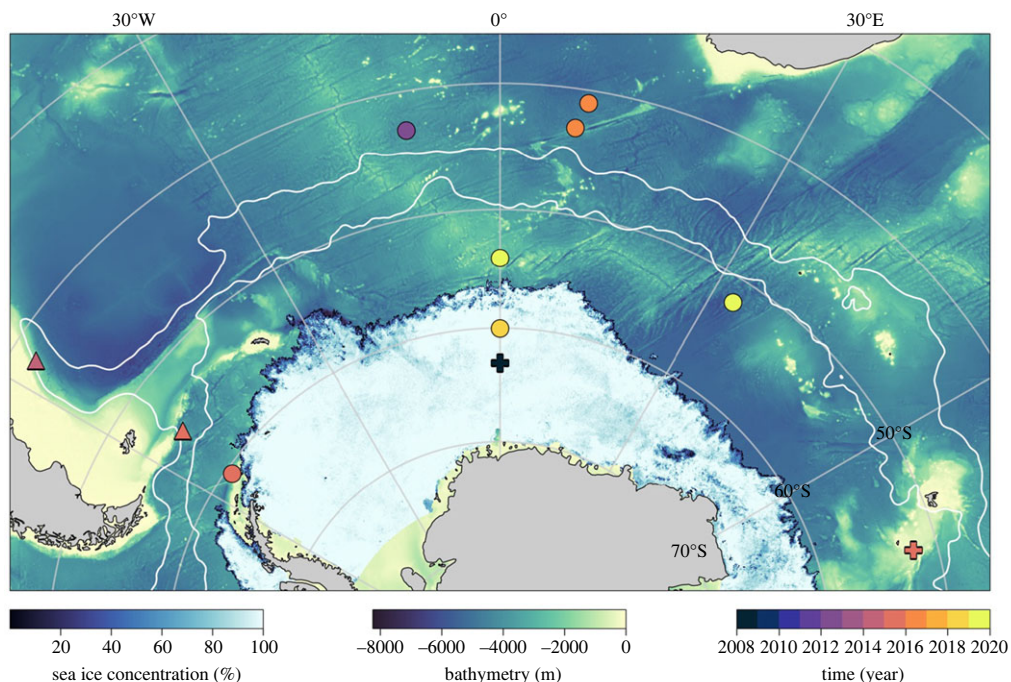 30°W 0° 30°E
50°S
60°S
70°S
20 40 60 80 100 −8000 −6000 −4000 −2000 0 2008 2010 2012 2014 2016 2018 2020
sea ice concentration (%) bathymetry (m) time (year)